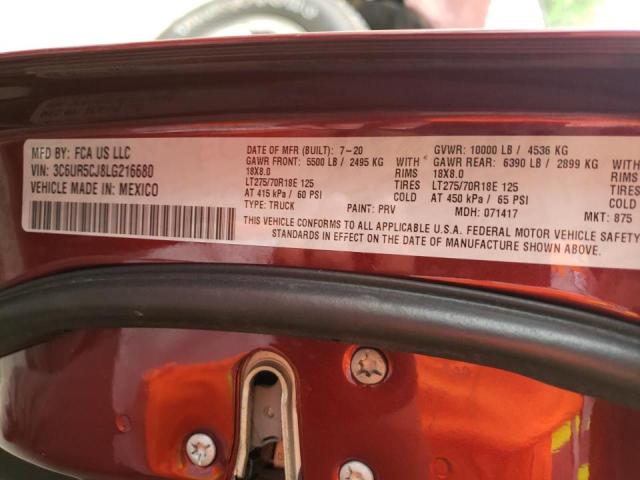 MFD BY: FCA US LLC
VIN: 3C6UR5CJ8LG216680
VEHICLE MADE IN: MEXICO
DATE OF MFR (BUILT): 7-20 GVWR: 10000 LB / 4536 KG
GAWR FRONT: 5500 LB / 2495 KG WITH GAWR REAR: 6390 LB / 2899 KG WITH
18X8.0 RIMS 18X8.0 RIMS
LT275/70R18E 125 TIRES LT275/70R18E 125 TIRES
AT 415 kPa / 60 PSI COLD AT 450 kPa / 65 PSI COLD
TYPE: TRUCK PAINT: PRV MDH: 071417 MKT: 875
THIS VEHICLE CONFORMS TO ALL APPLICABLE U.S.A. FEDERAL MOTOR VEHICLE SAFETY
STANDARDS IN EFFECT ON THE DATE OF MANUFACTURE SHOWN ABOVE.